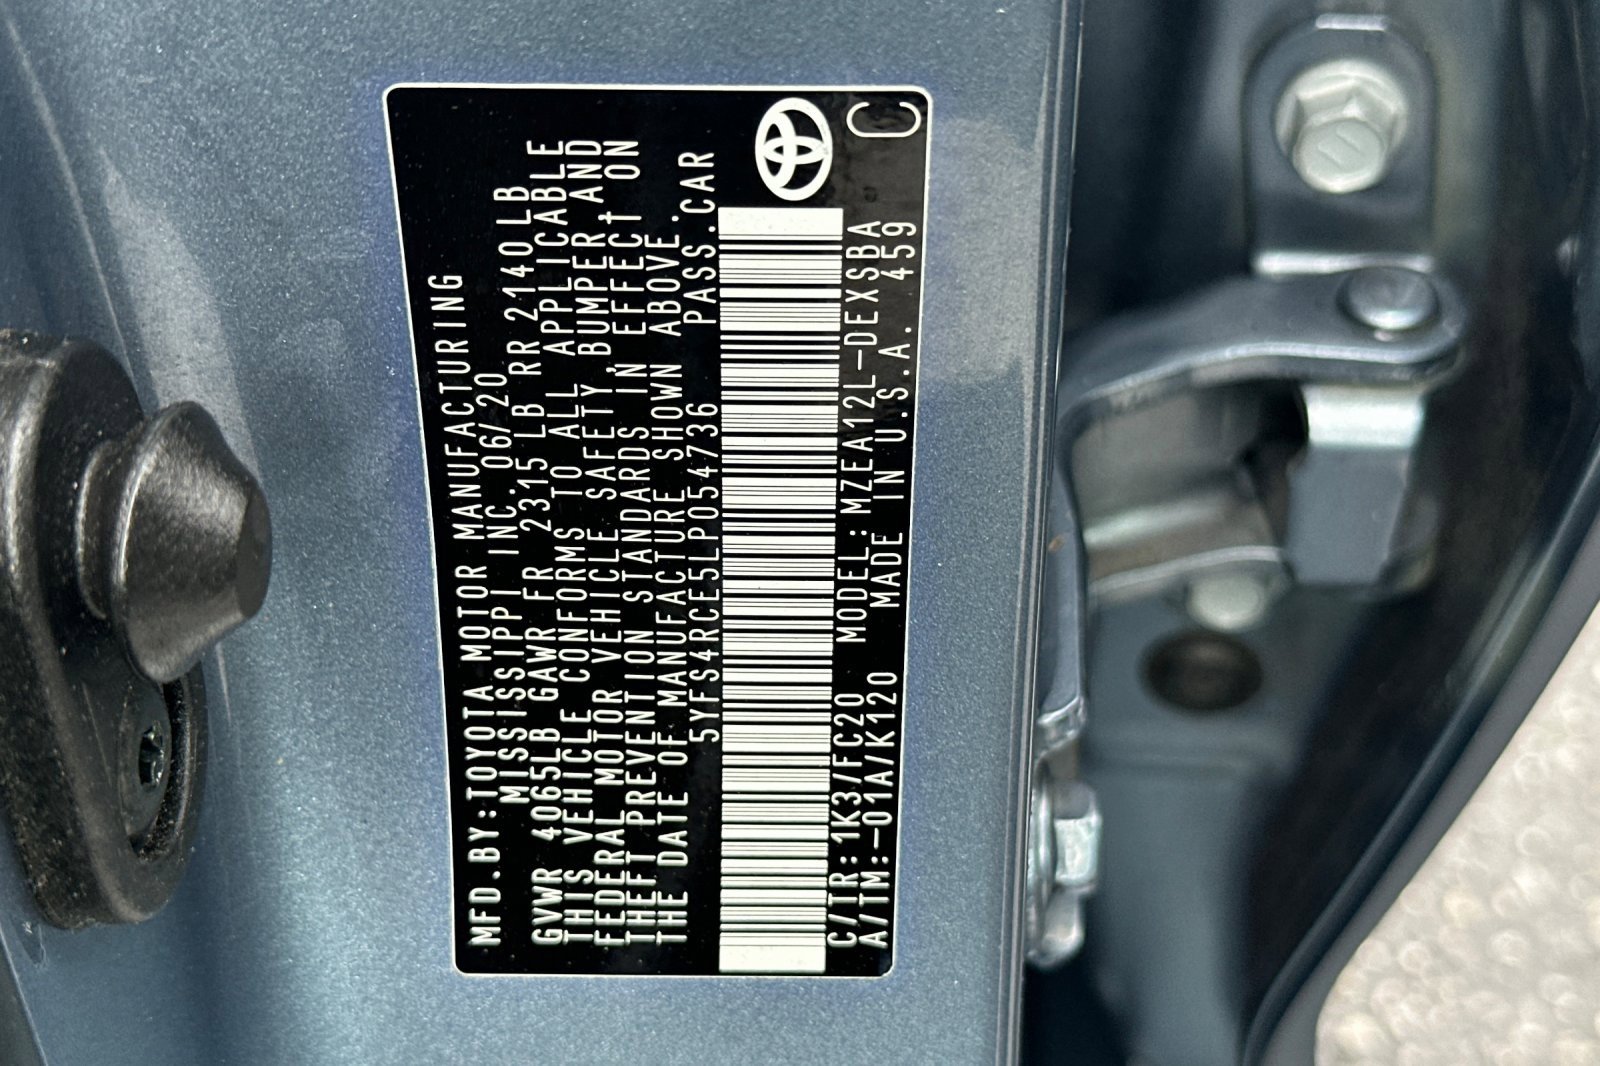 MFD.BY:TOYOTA MOTOR MANUFACTURING
MISSISSIPPI INC. 06/20
GVWR 4065LB GAWR FR 2315 LB RR 2140LB
THIS VEHICLE CONFORMS TO ALL APPLICABLE
FEDERAL MOTOR VEHICLE SAFETY, BUMPER, AND
THEFT PREVENTION STANDARDS IN EFFECT ON
THE DATE OF MANUFACTURE SHOWN ABOVE.
5YFS4RCE5LP054736 PASS.CAR
C/TR:1K3/FC20 MODEL:MZEA12L-DEXSBA
A/TM:-01A/K120 MADE IN U.S.A. 459
C